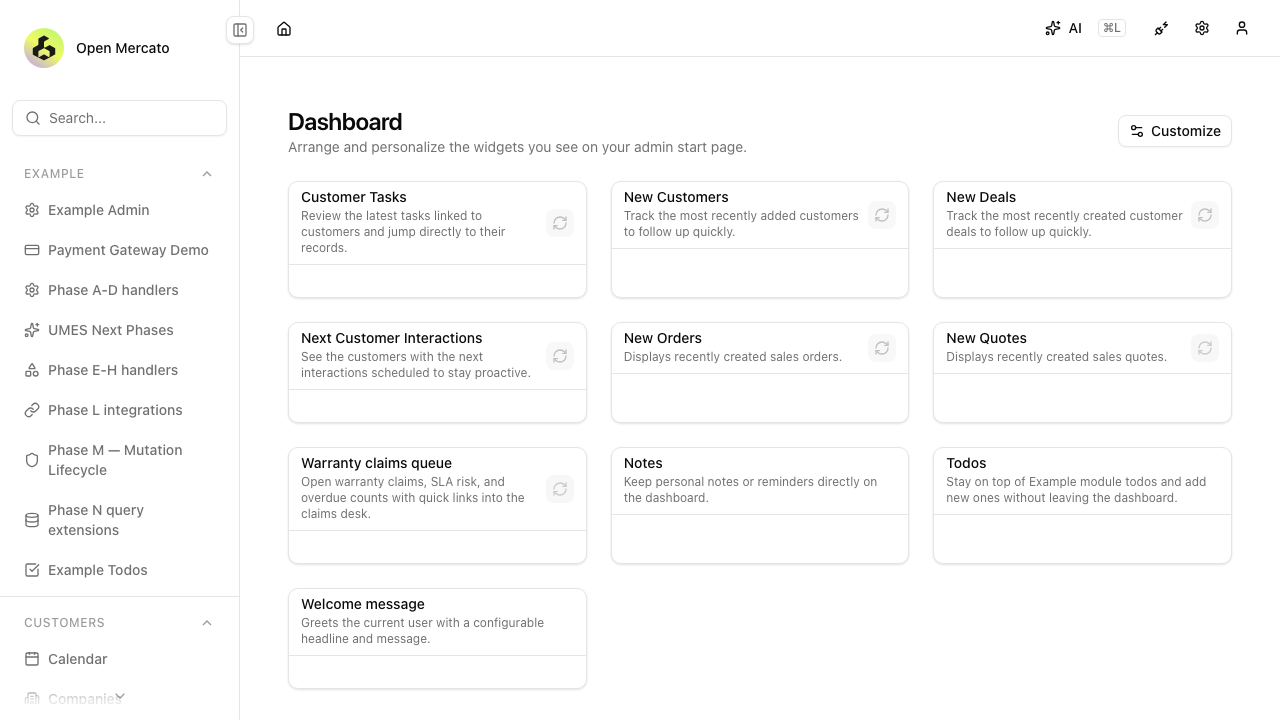 Open Mercato
Search...
EXAMPLE
Example Admin
Payment Gateway Demo
Phase A-D handlers
UMES Next Phases
Phase E-H handlers
Phase L integrations
Phase M — Mutation
Lifecycle
Phase N query
extensions
Example Todos
CUSTOMERS
Calendar
Companies
AI ⌘L
Dashboard
Arrange and personalize the widgets you see on your admin start page.
Customize
Customer Tasks
Review the latest tasks linked to
customers and jump directly to their
records.
New Customers
Track the most recently added customers
to follow up quickly.
New Deals
Track the most recently created customer
deals to follow up quickly.
Next Customer Interactions
See the customers with the next
interactions scheduled to stay proactive.
New Orders
Displays recently created sales orders.
New Quotes
Displays recently created sales quotes.
Warranty claims queue
Open warranty claims, SLA risk, and
overdue counts with quick links into the
claims desk.
Notes
Keep personal notes or reminders directly on
the dashboard.
Todos
Stay on top of Example module todos and add
new ones without leaving the dashboard.
Welcome message
Greets the current user with a configurable
headline and message.